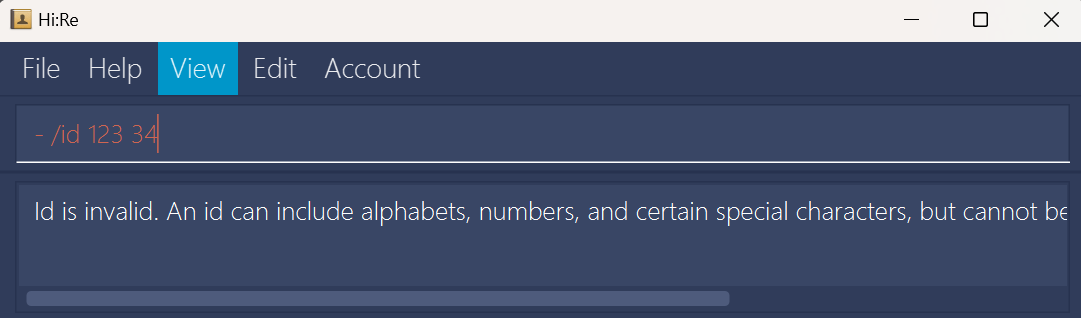 Hi:Re
File Help View Edit Account
- /id 123 34
Id is invalid. An id can include alphabets, numbers, and certain special characters, but cannot be